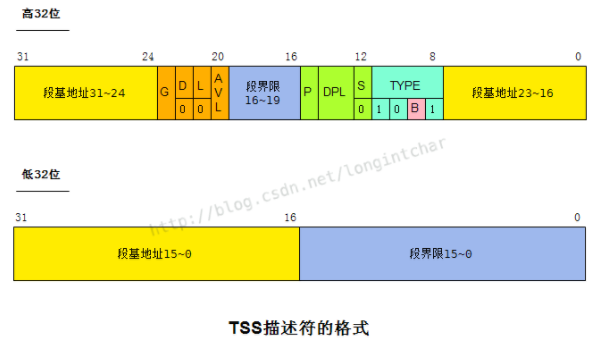 高32位
31 24 20 16 12 8 0
段基地址31~24 G D L AVL 段界限 P DPL S TYPE 段基地址23~16
16~19
0 0 0 1 0 B 1
低32位
31 16 0
段基地址15~0 段界限15~0
http://blog.csdn.net/longintchar
TSS描述符的格式